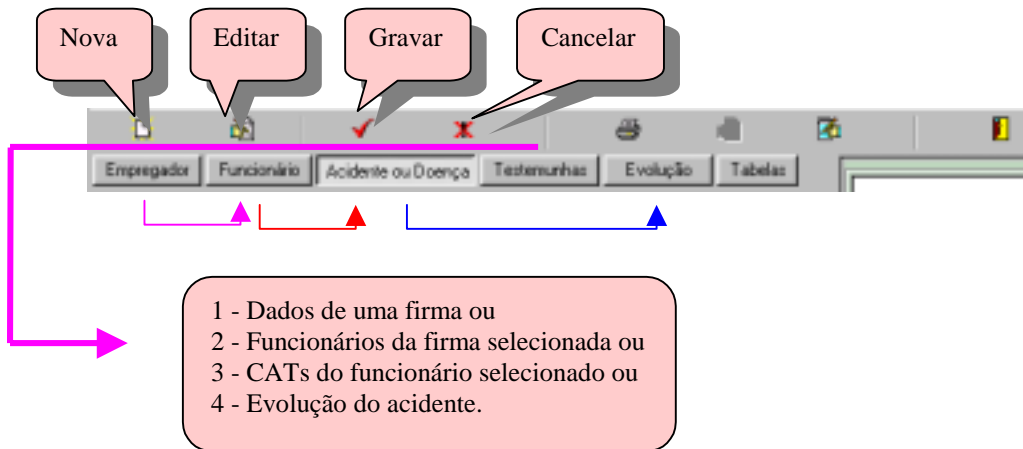 Nova Editar Gravar Cancelar
Empregador Funcionário Acidente ou Doença Testemunhas Evolução Tabelas
1 - Dados de uma firma ou
2 - Funcionários da firma selecionada ou
3 - CATs do funcionário selecionado ou
4 - Evolução do acidente.